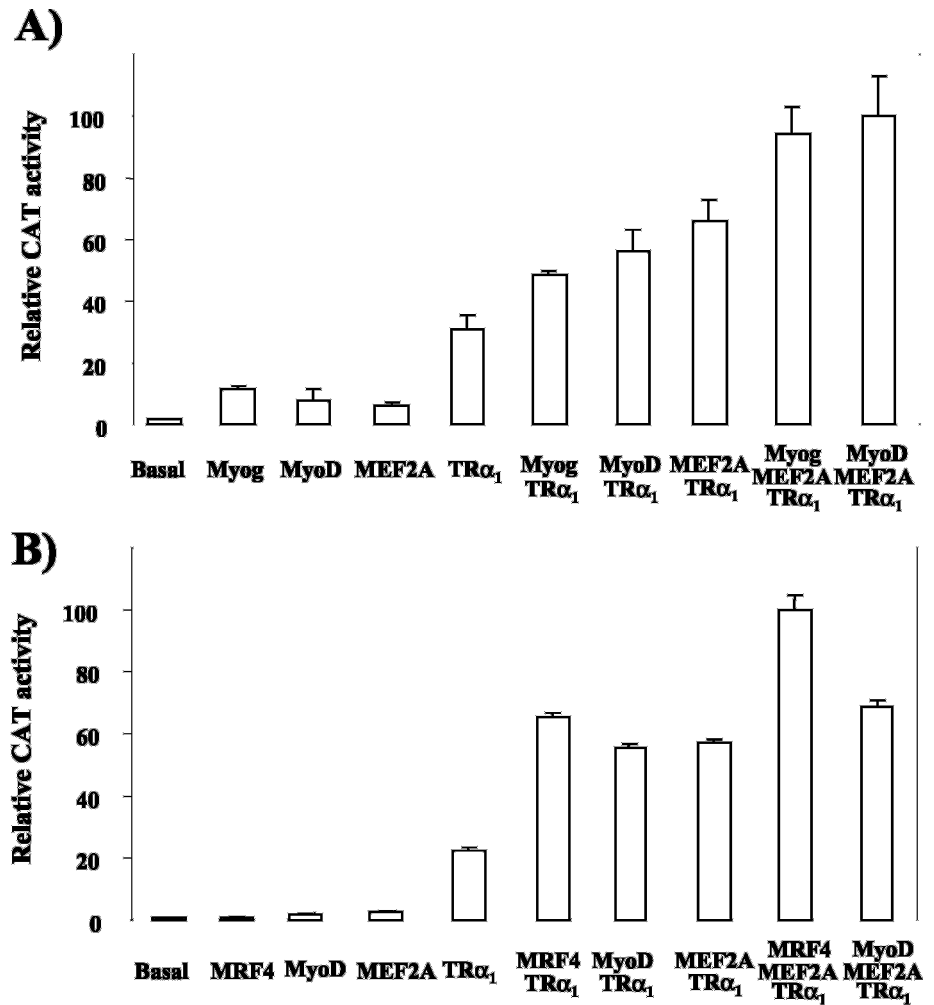 A)
Relative CAT activity
100
80
60
40
20
0
Basal Myog MyoD MEF2A TRα₁ Myog MyoD MEF2A Myog MyoD
TRα₁ TRα₁ TRα₁ MEF2A MEF2A
TRα₁ TRα₁
B)
Relative CAT activity
100
80
60
40
20
0
Basal MRF4 MyoD MEF2A TRα₁ MRF4 MyoD MEF2A MRF4 MyoD
TRα₁ TRα₁ TRα₁ MEF2A MEF2A
TRα₁ TRα₁